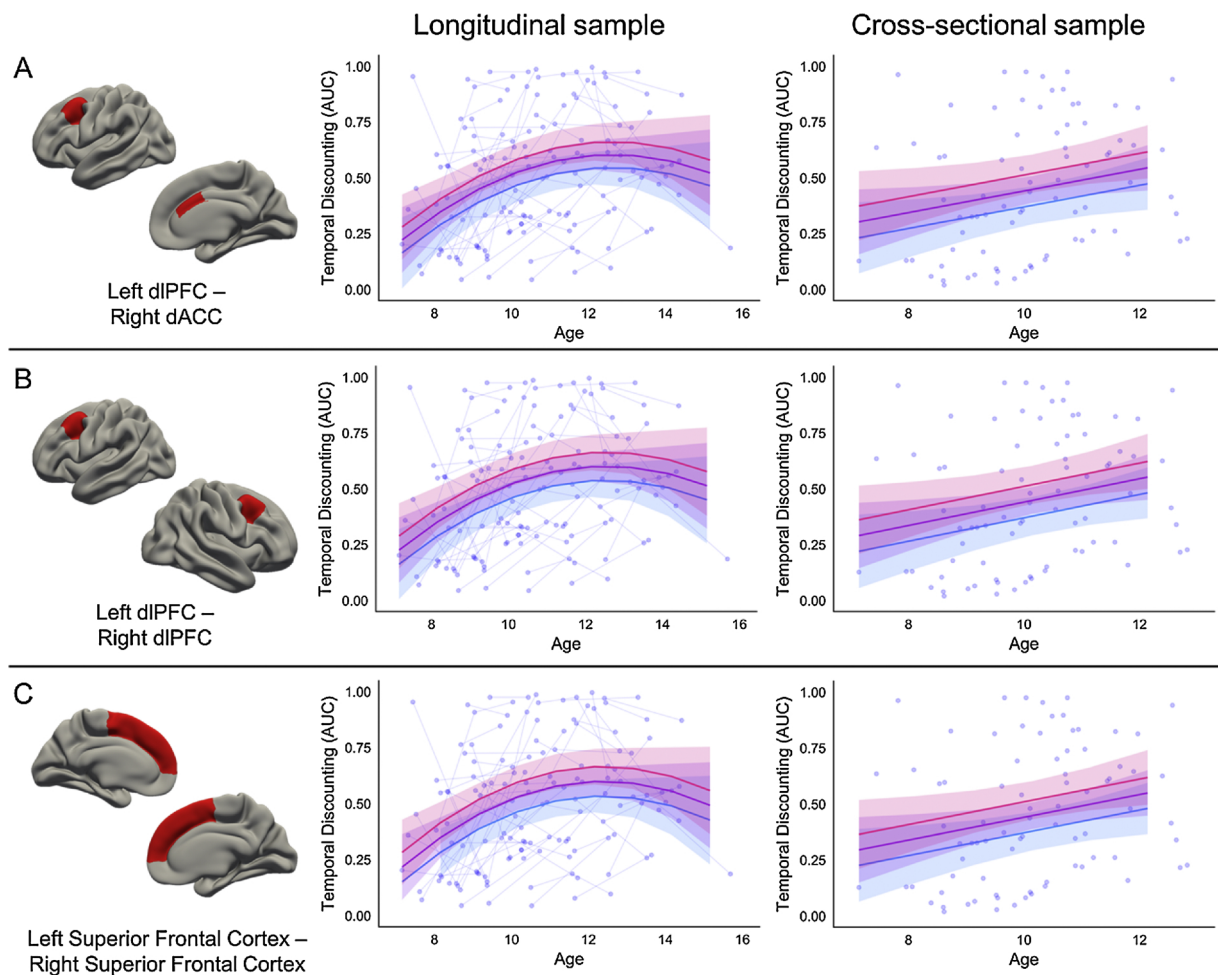 Longitudinal sample
Cross-sectional sample
A
Left dlPFC –
Right dACC
Temporal Discounting (AUC)
1.00
0.75
0.50
0.25
0.00
8 10 12 14 16
Age
Temporal Discounting (AUC)
1.00
0.75
0.50
0.25
0.00
8 10 12
Age
B
Left dlPFC –
Right dlPFC
Temporal Discounting (AUC)
1.00
0.75
0.50
0.25
0.00
8 10 12 14 16
Age
Temporal Discounting (AUC)
1.00
0.75
0.50
0.25
0.00
8 10 12
Age
C
Left Superior Frontal Cortex –
Right Superior Frontal Cortex
Temporal Discounting (AUC)
1.00
0.75
0.50
0.25
0.00
8 10 12 14 16
Age
Temporal Discounting (AUC)
1.00
0.75
0.50
0.25
0.00
8 10 12
Age